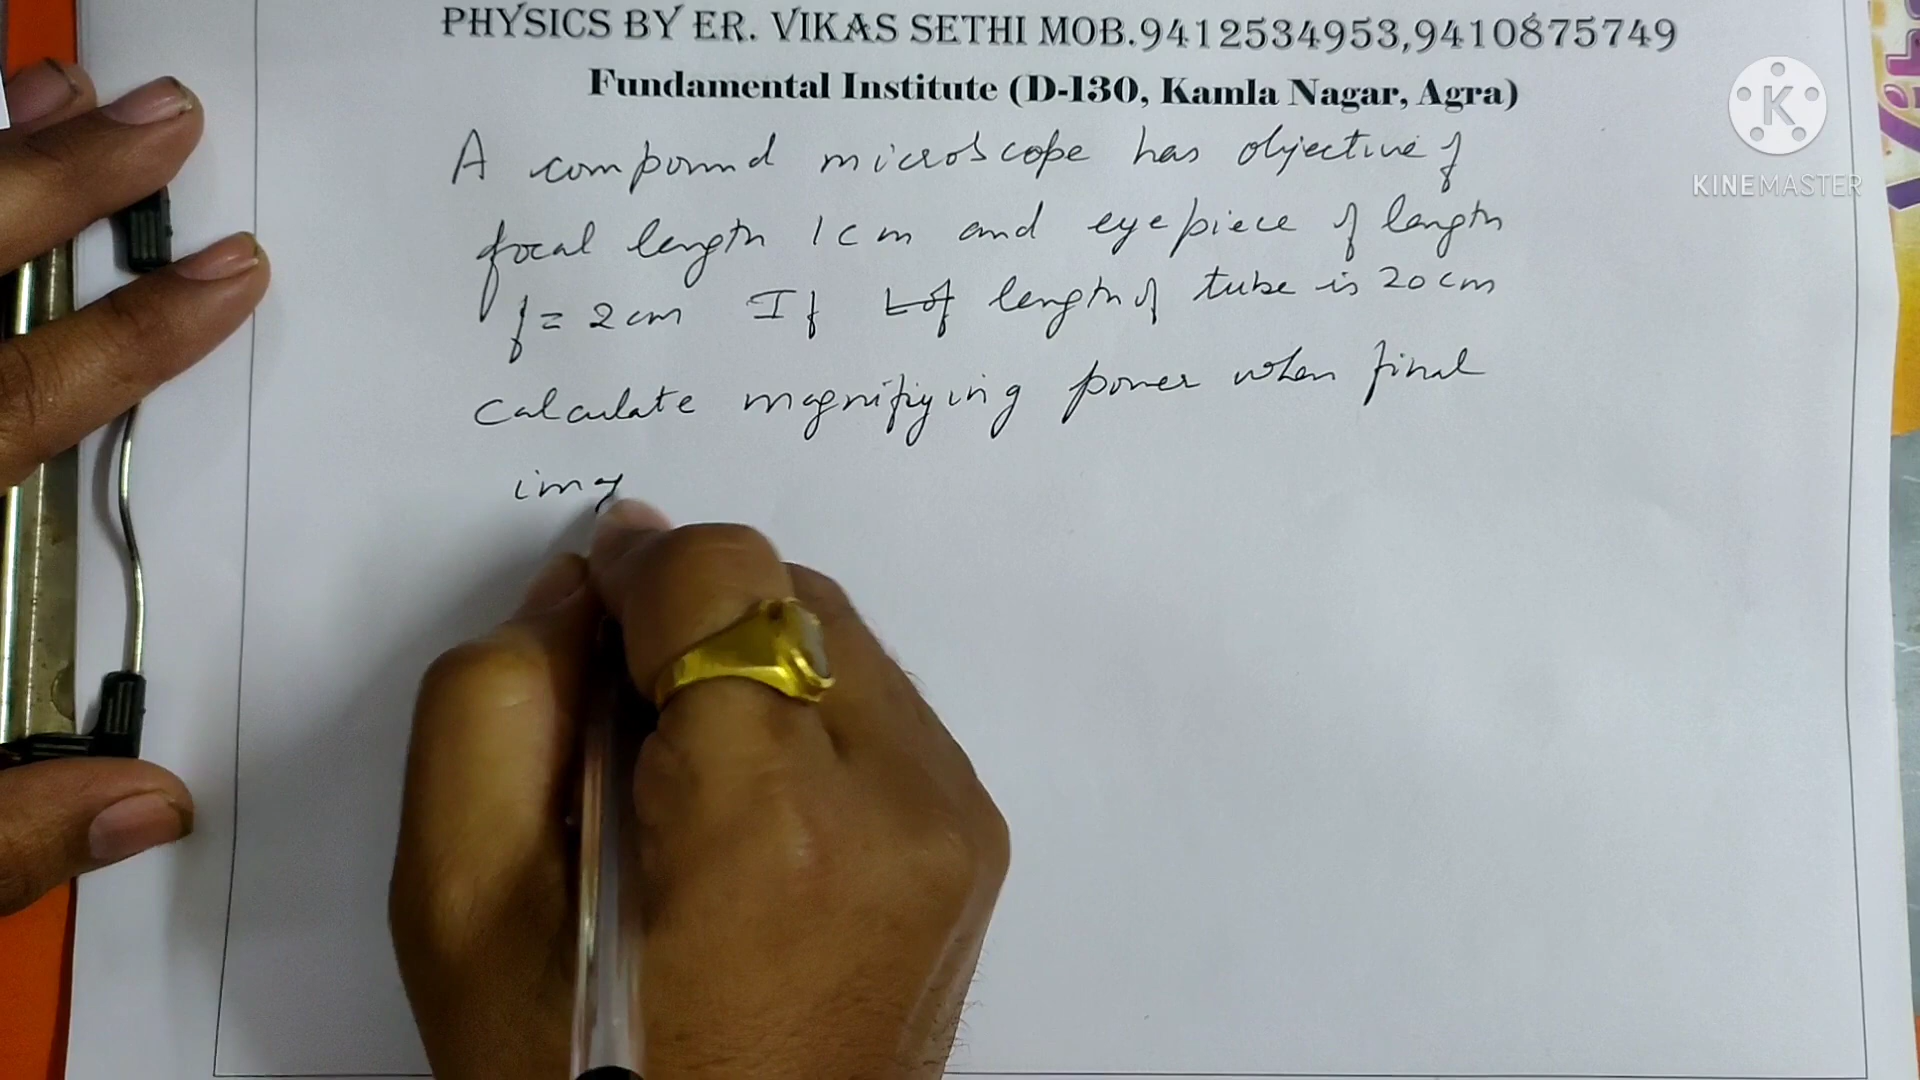 PHYSICS BY ER. VIKAS SETHI MOB.9412534953,9410875749
Fundamental Institute (D-130, Kamla Nagar, Agra)
K
KINEMASTER
A compound microscope has objective of
focal length 1cm and eyepiece of length
f = 2cm If length of tube is 20cm
calculate magnifying power when final
imag